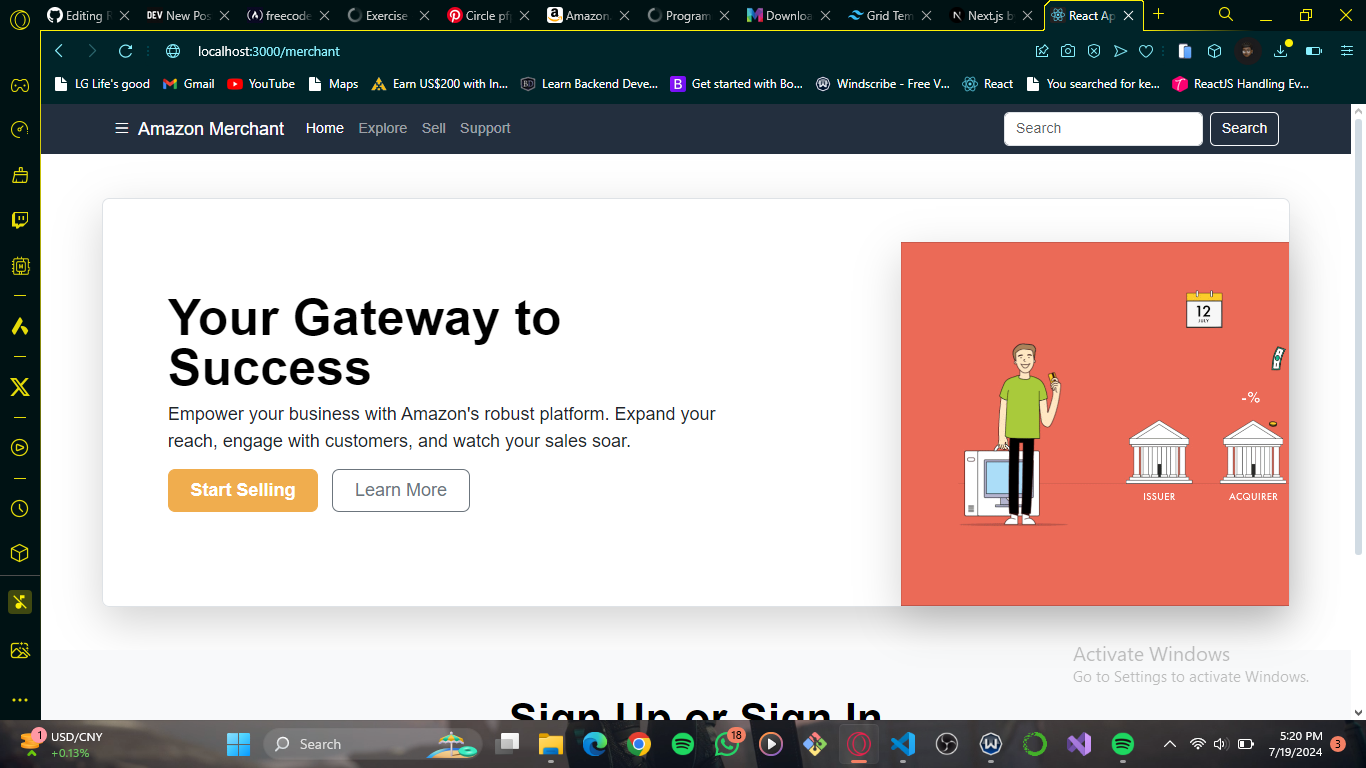 Editing R
DEV New Pos
(A) freecode
Exercise
Circle pfp
Amazon.
Program
Downloa
Grid Tem
Next.js b
React Ap
localhost:3000/merchant
LG Life's good
Gmail
YouTube
Maps
Earn US$200 with In...
Learn Backend Deve...
Get started with Bo...
Windscribe - Free V...
React
You searched for ke...
ReactJS Handling Ev...
Amazon Merchant
Home
Explore
Sell
Support
Search
Search
Your Gateway to
Success
Empower your business with Amazon's robust platform. Expand your
reach, engage with customers, and watch your sales soar.
Start Selling
Learn More
12
JULY
-%
ISSUER
ACQUIRER
Activate Windows
Go to Settings to activate Windows.
Sign Up or Sign In
1
USD/CNY
+0.13%
Search
18
5:20 PM
7/19/2024
3